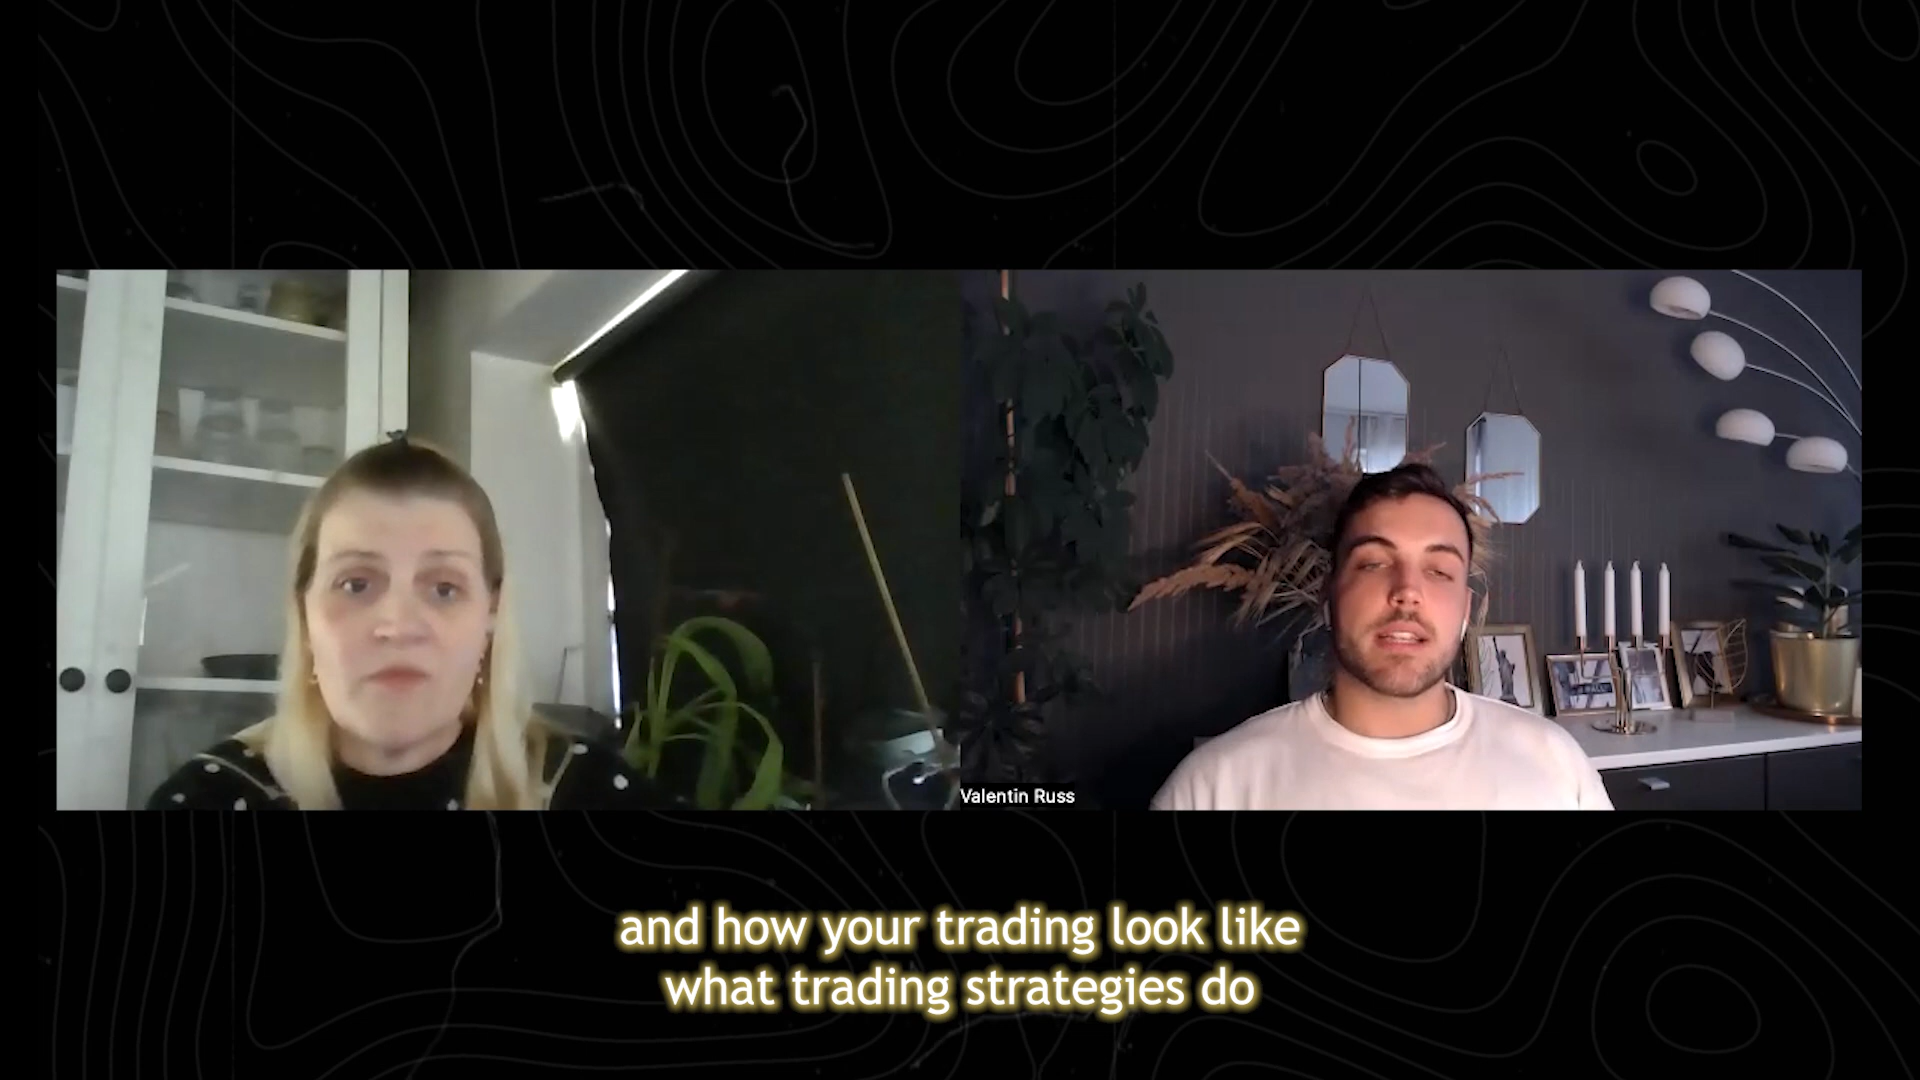 Valentin Russ
and how your trading look like
what trading strategies do